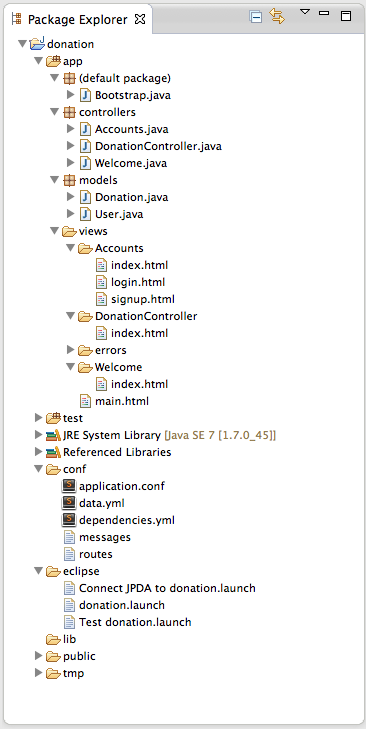 Package Explorer
donation
app
(default package)
Bootstrap.java
controllers
Accounts.java
DonationController.java
Welcome.java
models
Donation.java
User.java
views
Accounts
index.html
login.html
signup.html
DonationController
index.html
errors
Welcome
index.html
main.html
test
JRE System Library [Java SE 7 [1.7.0_45]]
Referenced Libraries
conf
application.conf
data.yml
dependencies.yml
messages
routes
eclipse
Connect JPDA to donation.launch
donation.launch
Test donation.launch
lib
public
tmp